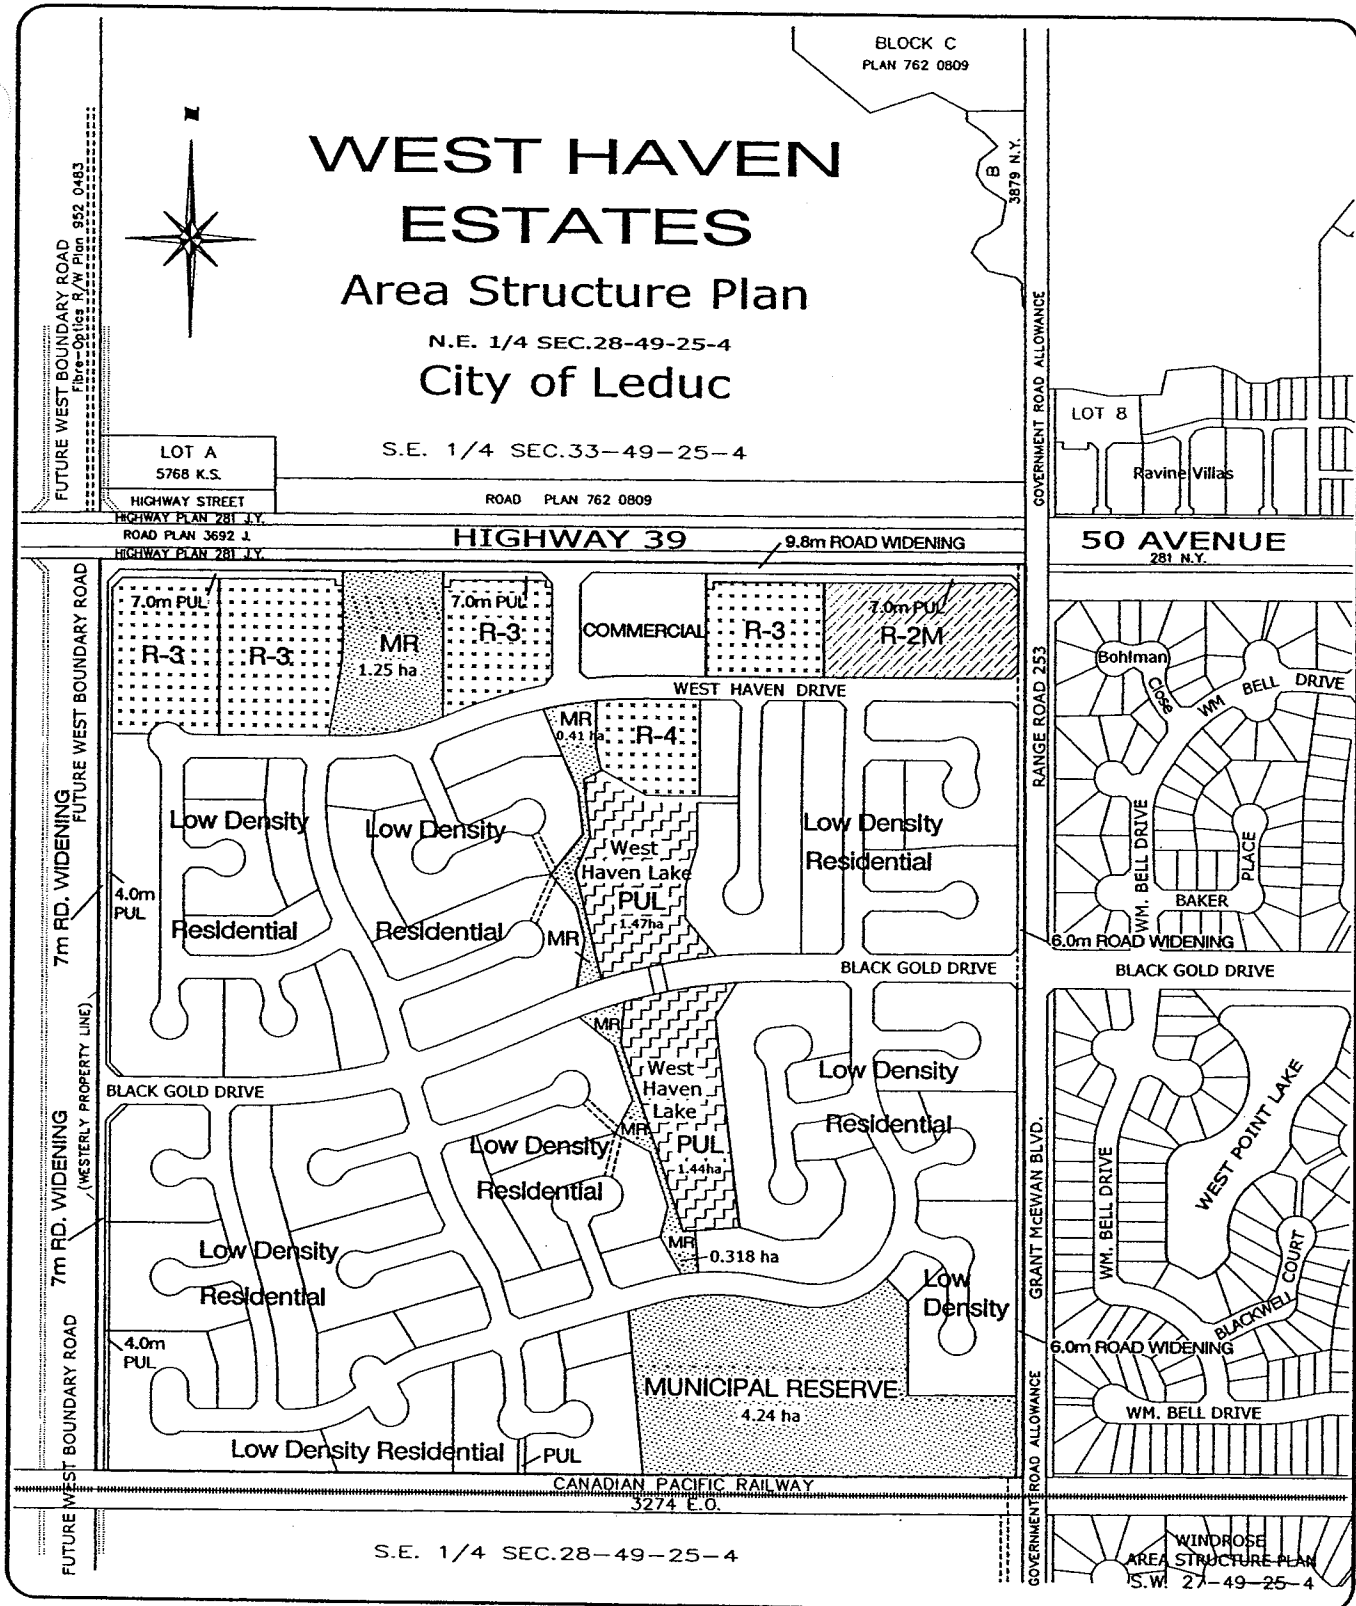 BLOCK C
PLAN 762 0809
B
3879 N.Y.
WEST HAVEN
ESTATES
Area Structure Plan
N.E. 1/4 SEC.28-49-25-4
City of Leduc
S.E. 1/4 SEC.33-49-25-4
FUTURE WEST BOUNDARY ROAD
Fibre-Optics R/W Plan 952 0483
LOT A
5768 K.S.
HIGHWAY STREET
ROAD PLAN 762 0809
HIGHWAY PLAN 281 J.Y.
ROAD PLAN 3692 J.
HIGHWAY PLAN 281 J.Y.
HIGHWAY 39
9.8m ROAD WIDENING
GOVERNMENT ROAD ALLOWANCE
LOT 8
Ravine Villas
50 AVENUE
281 N.Y.
7.0m PUL
R-3
R-3
MR
1.25 ha
7.0m PUL
R-3
COMMERCIAL
R-3
7.0m PUL
R-2M
WEST HAVEN DRIVE
MR
0.41 ha
R-4
FUTURE WEST BOUNDARY ROAD
RANGE ROAD 253
Bohlman
Close
WM BELL DRIVE
WM. BELL DRIVE
BAKER
PLACE
Low Density
Residential
Low Density
Residential
West
Haven Lake
PUL
1.47ha
MR
Low Density
Residential
4.0m
PUL
7m RD. WIDENING
6.0m ROAD WIDENING
BLACK GOLD DRIVE
BLACK GOLD DRIVE
(WESTERLY PROPERTY LINE)
BLACK GOLD DRIVE
MR
West
Haven
Lake
PUL
1.44ha
MR
Low Density
Residential
Low Density
Residential
WEST POINT LAKE
WM. BELL DRIVE
GRANT McEWAN BLVD.
7m RD. WIDENING
Low Density
Residential
MR
0.318 ha
Low
Density
BLACKWELL
COURT
4.0m
PUL
6.0m ROAD WIDENING
MUNICIPAL RESERVE
4.24 ha
WM. BELL DRIVE
Low Density Residential
PUL
FUTURE WEST BOUNDARY ROAD
CANADIAN PACIFIC RAILWAY
3274 E.O.
GOVERNMENT ROAD ALLOWANCE
S.E. 1/4 SEC.28-49-25-4
WINDROSE
AREA STRUCTURE PLAN
S.W. 27-49-25-4